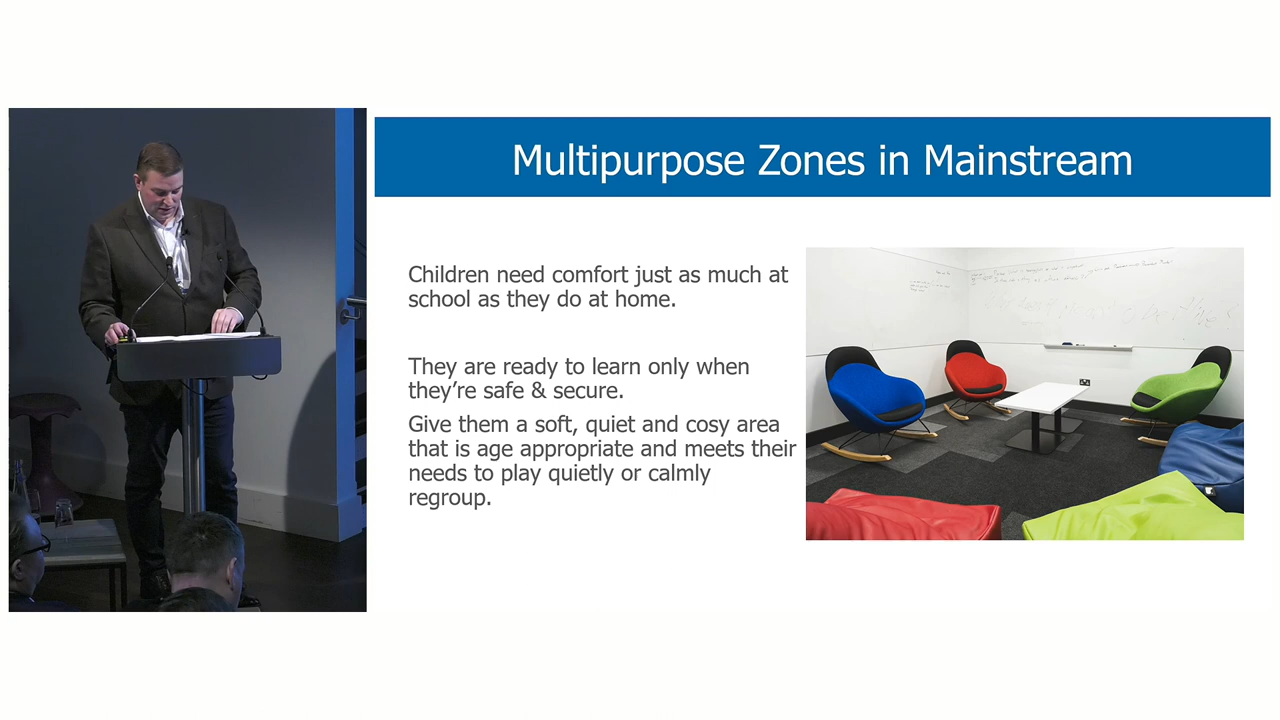 Multipurpose Zones in Mainstream
Children need comfort just as much at
school as they do at home.
They are ready to learn only when
they’re safe & secure.
Give them a soft, quiet and cosy area
that is age appropriate and meets their
needs to play quietly or calmly
regroup.